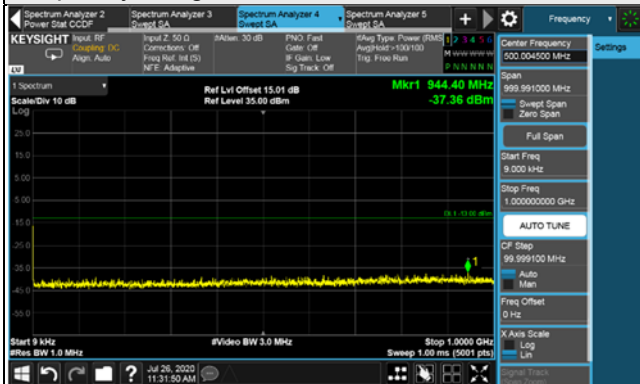 Spectrum Analyzer 2
Power Stat CCDF
Spectrum Analyzer 3
Swept SA
Spectrum Analyzer 4
Swept SA
Spectrum Analyzer 5
Swept SA
+
Frequency
KEYSIGHT
Input: RF
Coupling: DC
Align: Auto
Input Z: 50 Ω
Corrections: Off
Freq Ref: Int (S)
NFE: Adaptive
#Atten: 30 dB
PNO: Fast
Gate: Off
IF Gain: Low
Sig Track: Off
#Avg Type: Power (RMS)
Avg|Hold:>100/100
Trig: Free Run
1 2 3 4 5 6
M W W W W W
P N N N N N
LXI
1 Spectrum
Scale/Div 10 dB
Log
Ref Lvl Offset 15.01 dB
Ref Level 35.00 dBm
Mkr1 944.40 MHz
-37.36 dBm
25.0
15.0
5.00
-5.00
-15.0
-25.0
-35.0
-45.0
-55.0
DL1 -13.00 dBm
1
Start 9 kHz
#Res BW 1.0 MHz
#Video BW 3.0 MHz
Stop 1.0000 GHz
Sweep 1.00 ms (5001 pts)
Jul 26, 2020
11:31:50 AM
?
Center Frequency
500.004500 MHz
Settings
Span
999.991000 MHz
Swept Span
Zero Span
Full Span
Start Freq
9.000 kHz
Stop Freq
1.000000000 GHz
AUTO TUNE
CF Step
99.999100 MHz
Auto
Man
Freq Offset
0 Hz
X Axis Scale
Log
Lin
Signal Track